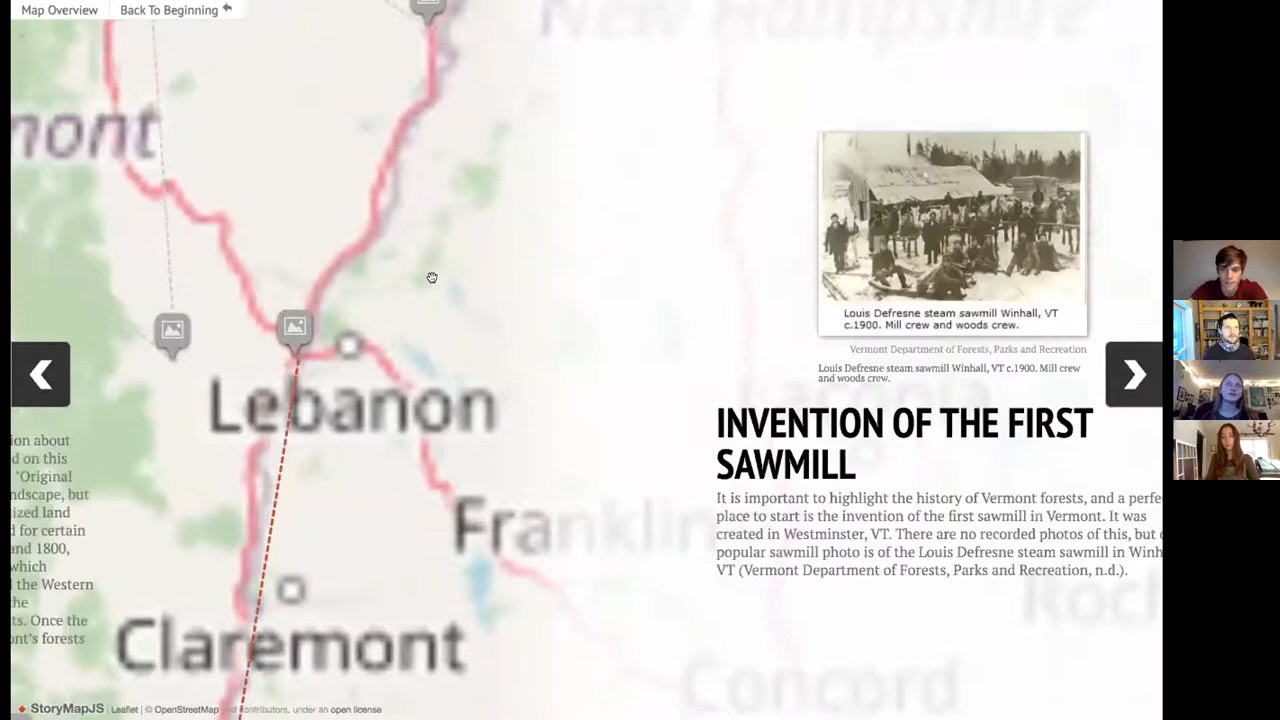 Map Overview
Back To Beginning
New Hampshire
mont
Lebanon
Franklin
Claremont
Concord
Louis Defresne steam sawmill Winhall, VT
c.1900. Mill crew and woods crew.
Vermont Department of Forests, Parks and Recreation
Louis Defresne steam sawmill Winhall, VT c.1900. Mill crew
and woods crew.
INVENTION OF THE FIRST
SAWMILL
It is important to highlight the history of Vermont forests, and a perfe
place to start is the invention of the first sawmill in Vermont. It was
created in Westminster, VT. There are no recorded photos of this, but
popular sawmill photo is of the Louis Defresne steam sawmill in Winh
VT (Vermont Department of Forests, Parks and Recreation, n.d.).
ion about
d on this
"Original
ndscape, but
ized land
d for certain
and 1800,
which
l the Western
he
ts. Once the
nt's forests
StoryMapJS | Leaflet | © OpenStreetMap and contributors, under an open license